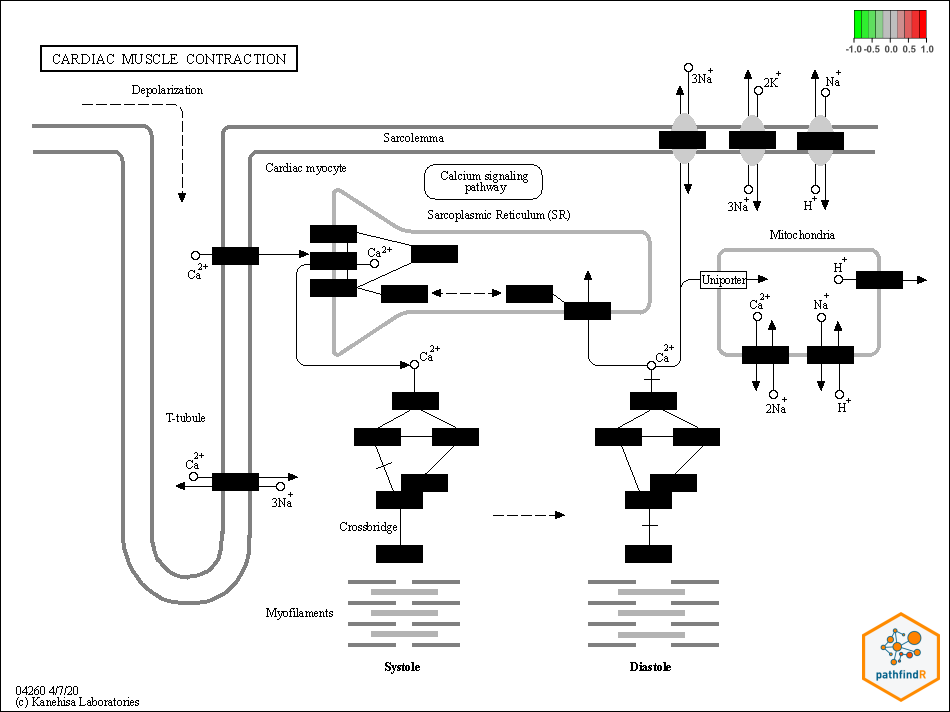 -1.0 -0.5 0.0 0.5 1.0
CARDIAC MUSCLE CONTRACTION
Depolarization
3Na+
2K+
Na+
Sarcolemma
Cardiac myocyte
Calcium signaling
pathway
3Na+
H+
Sarcoplasmic Reticulum (SR)
Mitochondria
Ca2+
Ca2+
H+
Uniporter
Ca2+
Na+
Ca2+
Ca2+
2Na+
H+
T-tubule
Ca2+
3Na+
Crossbridge
Myofilaments
Systole
Diastole
pathfindR
04260 4/7/20
(c) Kanehisa Laboratories